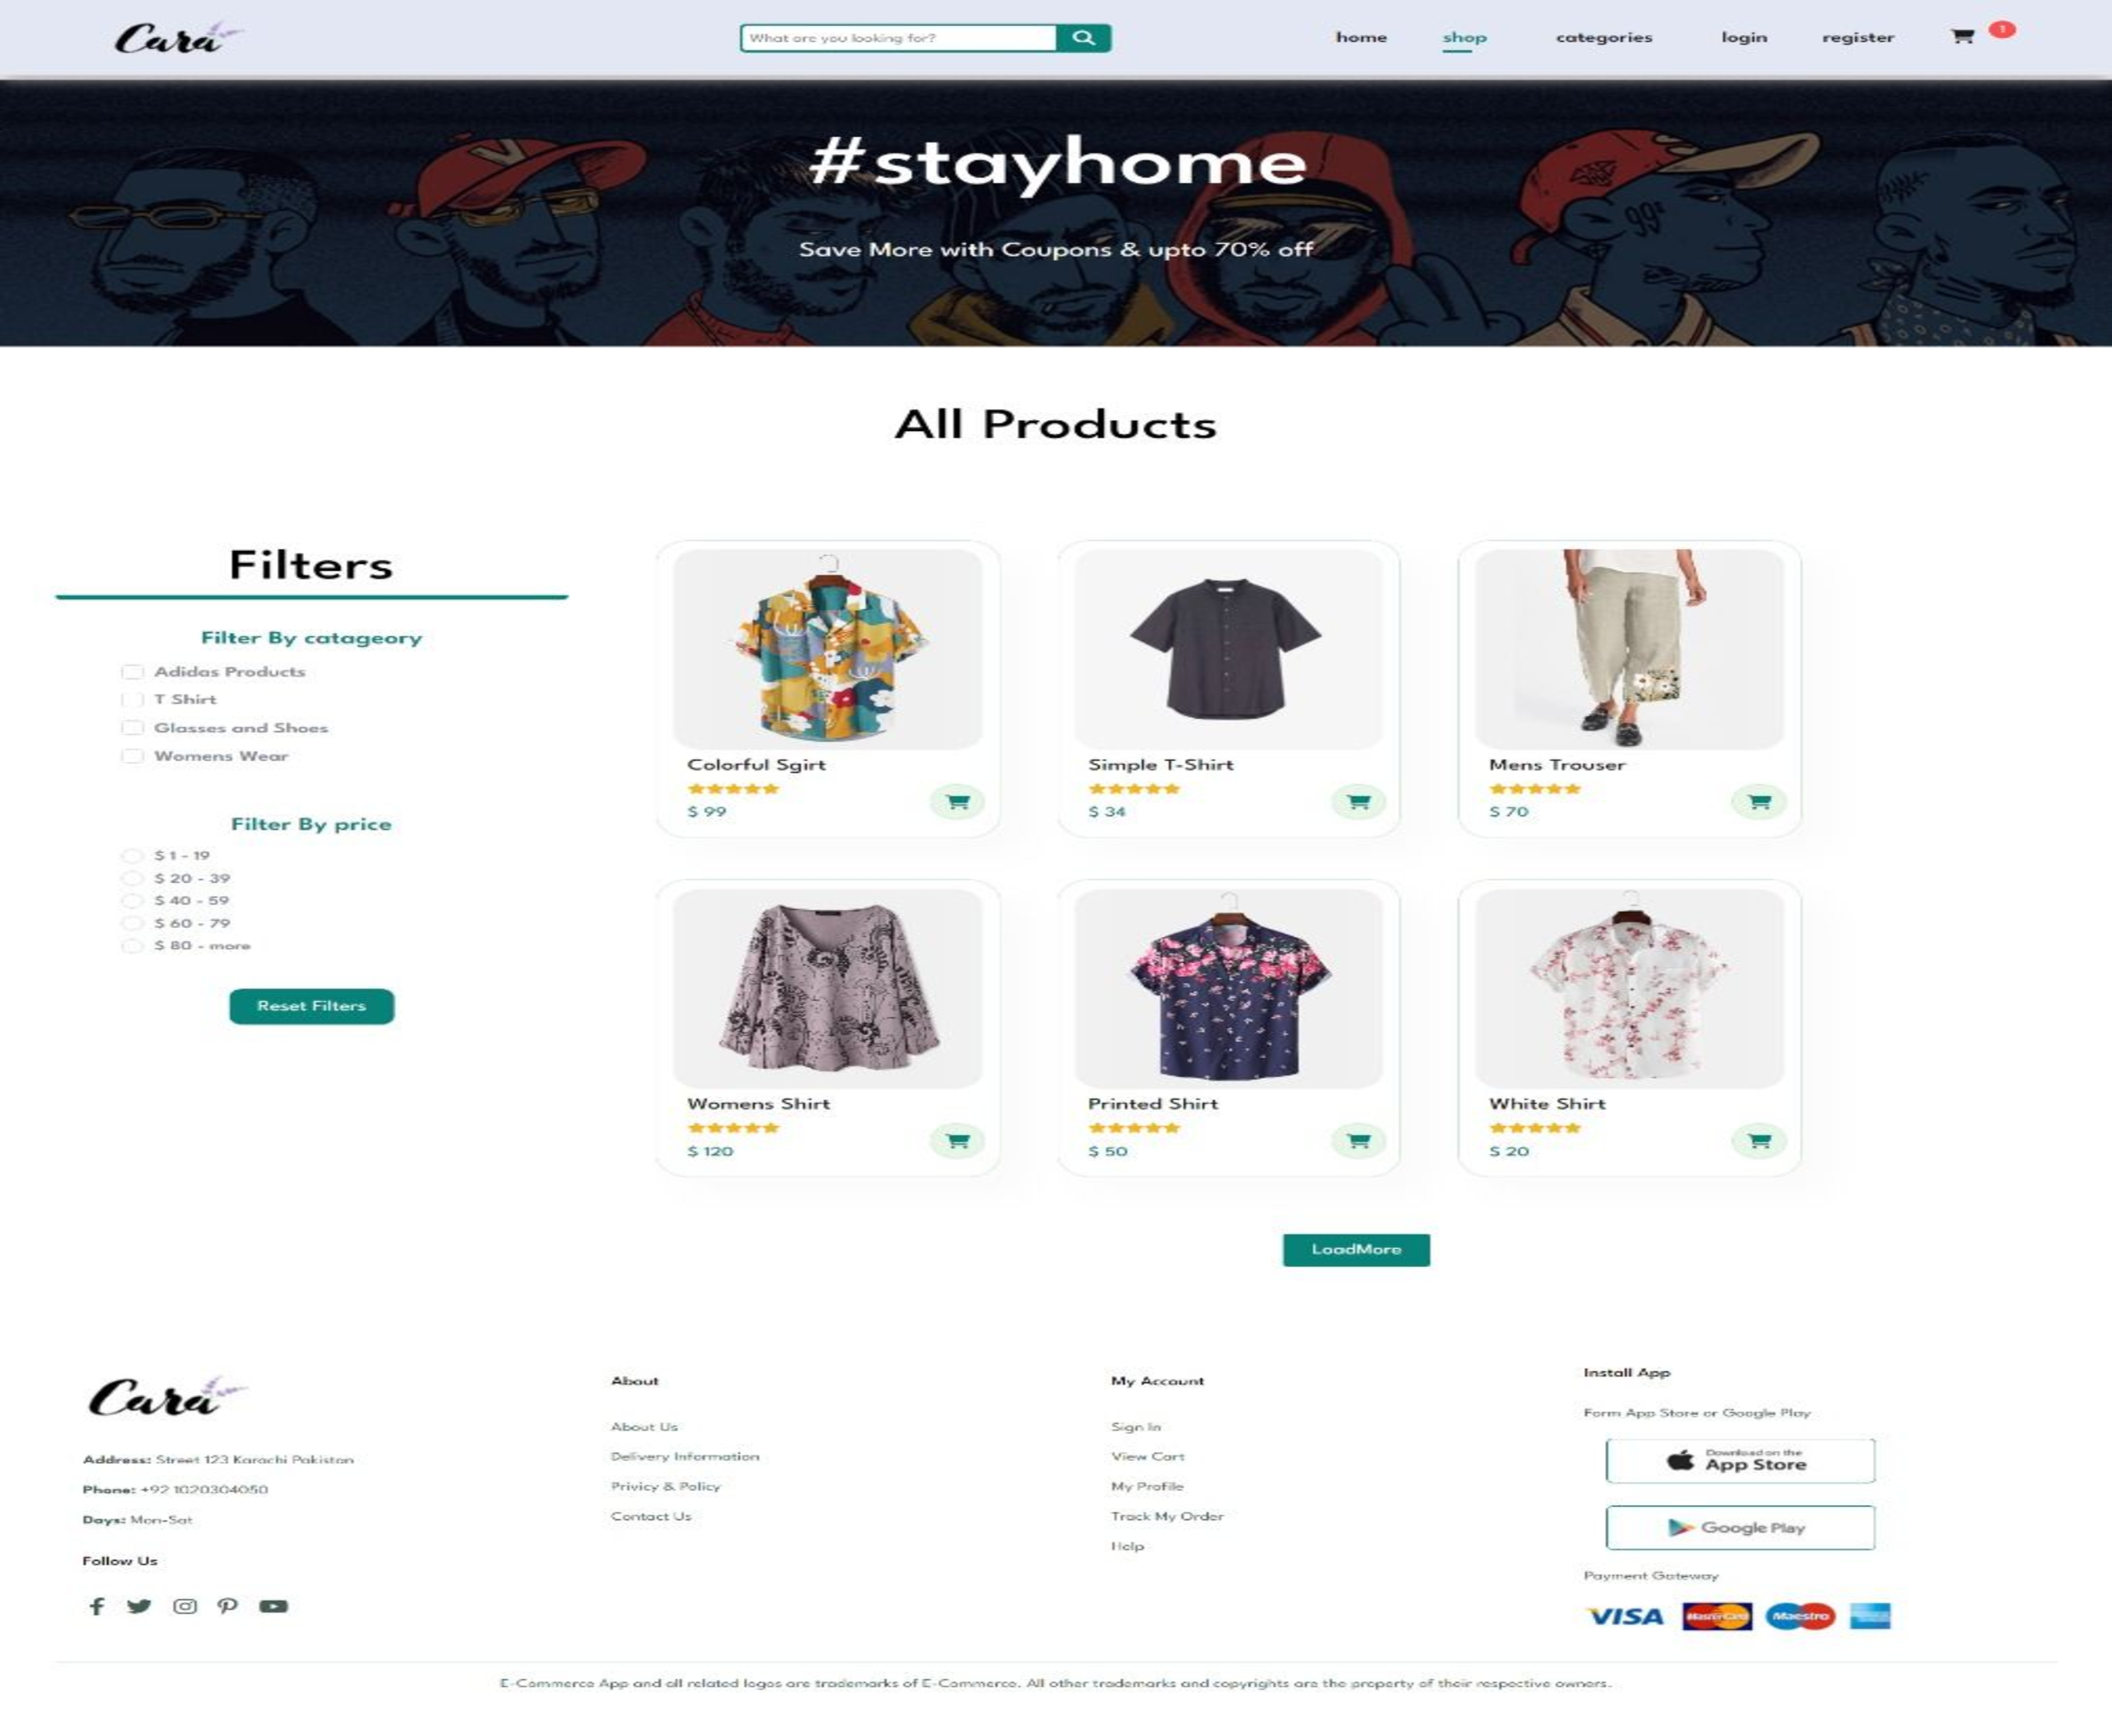 Cara
What are you looking for?
home
shop
categories
login
register
1
#stayhome
Save More with Coupons & upto 70% off
All Products
Filters
Filter By catageory
Adidas Products
T Shirt
Glasses and Shoes
Womens Wear
Filter By price
$ 1 - 19
$ 20 - 39
$ 40 - 59
$ 60 - 79
$ 80 - more
Reset Filters
Colorful Sgirt
$ 99
Simple T-Shirt
$ 34
Mens Trouser
$ 70
Womens Shirt
$ 120
Printed Shirt
$ 50
White Shirt
$ 20
LoadMore
Cara
Address: Street 123 Karachi Pakistan
Phone: +92 1020304050
Days: Mon-Sat
Follow Us
About
About Us
Delivery Information
Privicy & Policy
Contact Us
My Account
Sign In
View Cart
My Profile
Track My Order
Help
Install App
Form App Store or Google Play
Download on the
App Store
Google Play
Payment Gateway
VISA
MasterCard
Maestro
E-Commerce App and all related logos are trademarks of E-Commerce. All other trademarks and copyrights are the property of their respective owners.